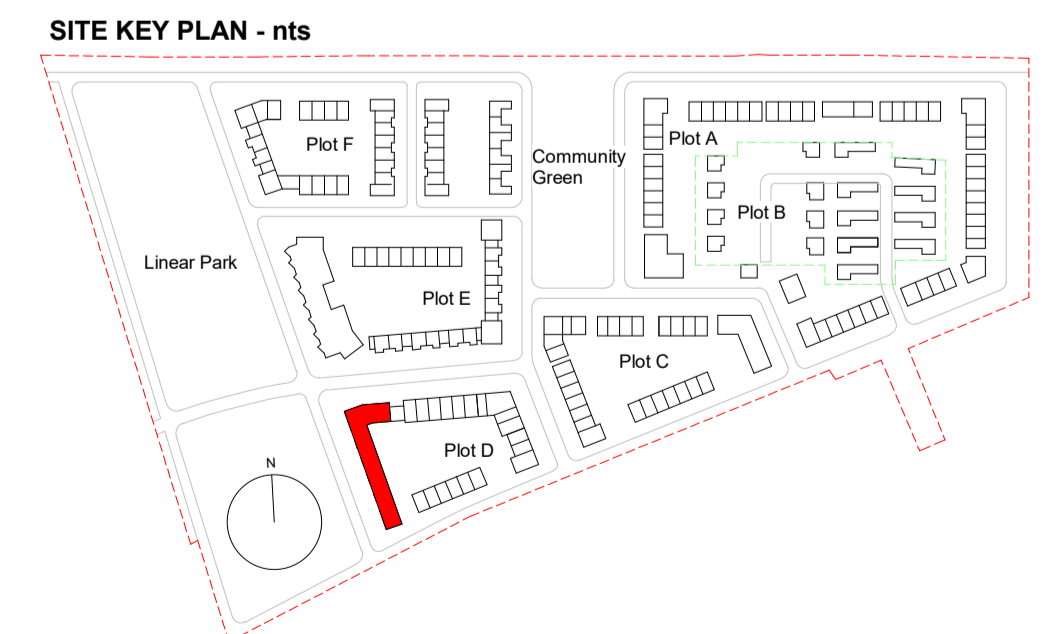 SITE KEY PLAN - nts
Plot A
Plot F
Community
Green
Plot B
Linear Park
Plot E
Plot C
Plot D
N